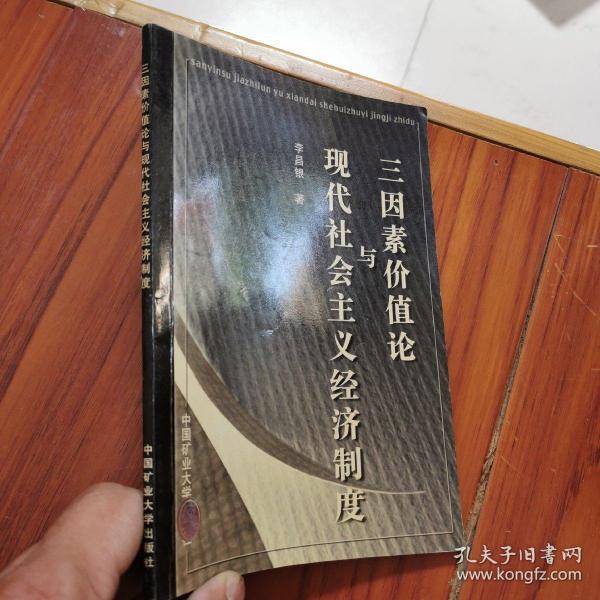 sanyinsu jiazhilun yu xiandai shehuizhuyi jingji zhidu
三因素价值论
与
现代社会主义经济制度
李昌银 著
中国矿业大学
三因素价值论与现代社会主义经济制度
中国矿业大学出版社
孔夫子旧书网
www.kongfz.com